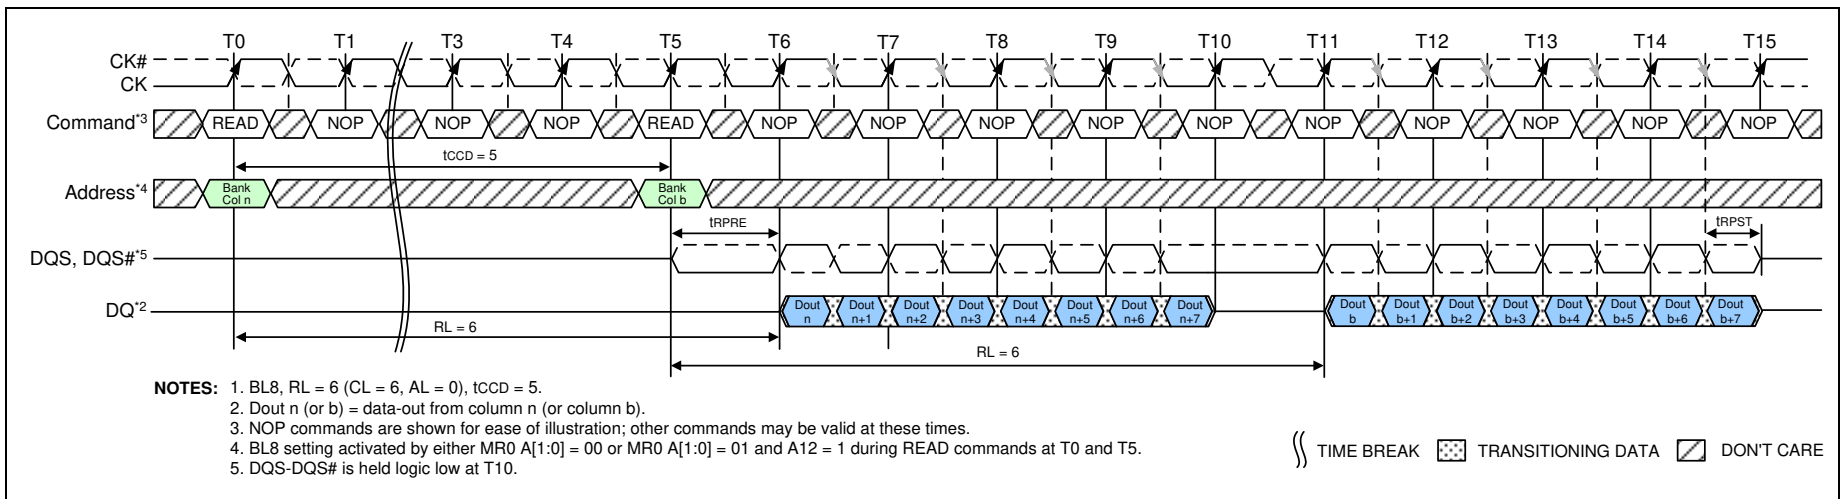 T0 T1 T3 T4 T5 T6 T7 T8 T9 T10 T11 T12 T13 T14 T15
CK#
CK
Command*3 READ NOP NOP NOP READ NOP NOP NOP NOP NOP NOP NOP NOP NOP NOP
tCCD = 5
Address*4 Bank Col n Bank Col b
tRPRE tRPST
DQS, DQS#*5
DQ*2 Dout n Dout n+1 Dout n+2 Dout n+3 Dout n+4 Dout n+5 Dout n+6 Dout n+7 Dout b Dout b+1 Dout b+2 Dout b+3 Dout b+4 Dout b+5 Dout b+6 Dout b+7
RL = 6
RL = 6
NOTES: 1. BL8, RL = 6 (CL = 6, AL = 0), tCCD = 5.
2. Dout n (or b) = data-out from column n (or column b).
3. NOP commands are shown for ease of illustration; other commands may be valid at these times.
4. BL8 setting activated by either MR0 A[1:0] = 00 or MR0 A[1:0] = 01 and A12 = 1 during READ commands at T0 and T5.
5. DQS-DQS# is held logic low at T10.
TIME BREAK TRANSITIONING DATA DON'T CARE